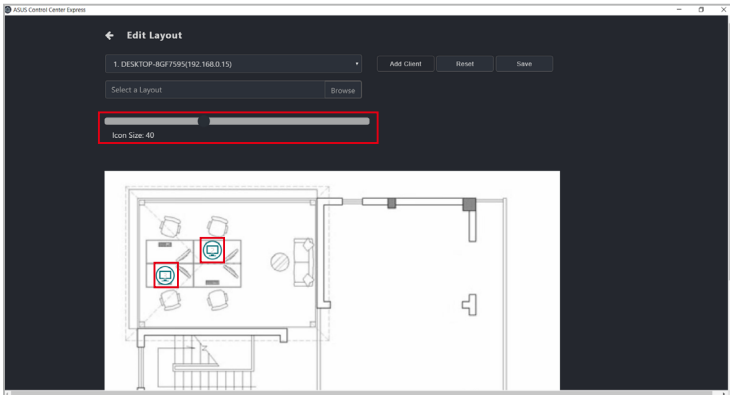 ASUS Control Center Express
Edit Layout
1. DESKTOP-8GF7595(192.168.0.15)
Add Client
Reset
Save
Select a Layout
Browse
Icon Size: 40